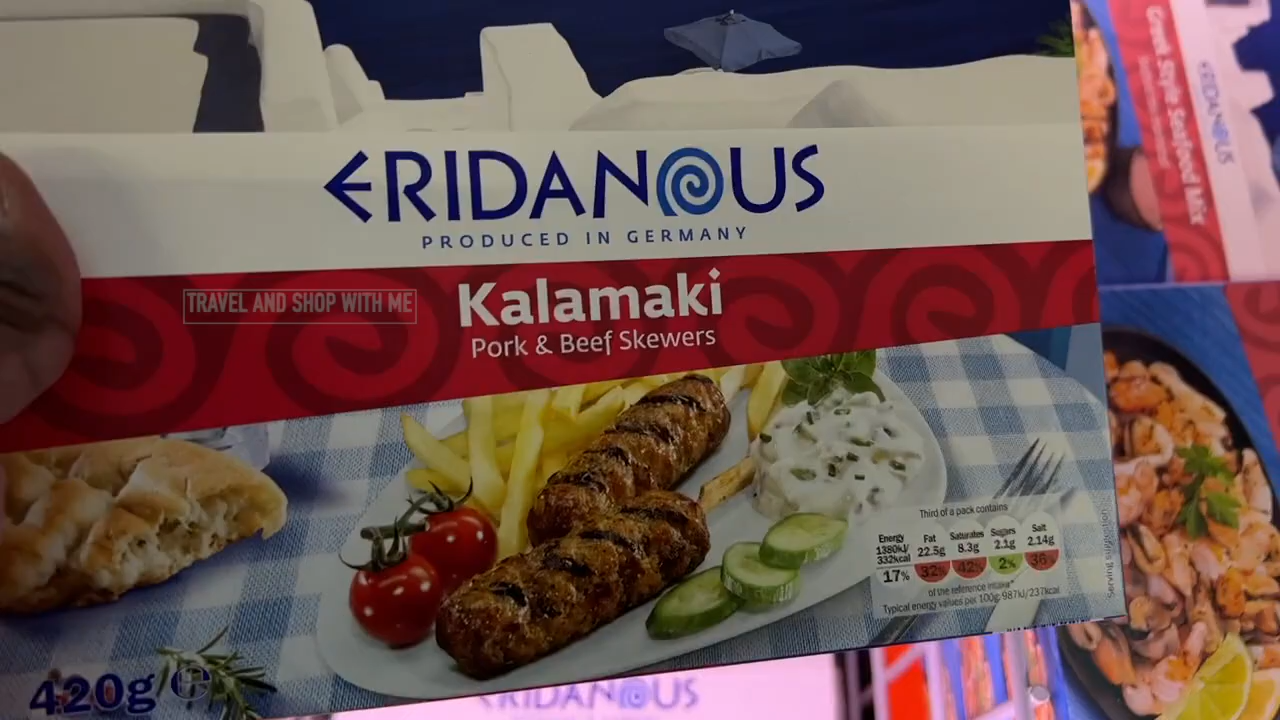 ERIDANOUS
PRODUCED IN GERMANY
TRAVEL AND SHOP WITH ME
Kalamaki
Pork & Beef Skewers
Third of a pack contains
Energy Fat Saturates Sugars Salt
1380kJ/ 22.5g 8.3g 2.1g 2.14g
332kcal
17% 32% 42% 2% 36%
of the reference intake*
Typical energy values per 100g: 987kJ/237kcal
Serving suggestion
420g e
ERIDANOUS
Greek Style Seafood Mix
ERIDANOUS